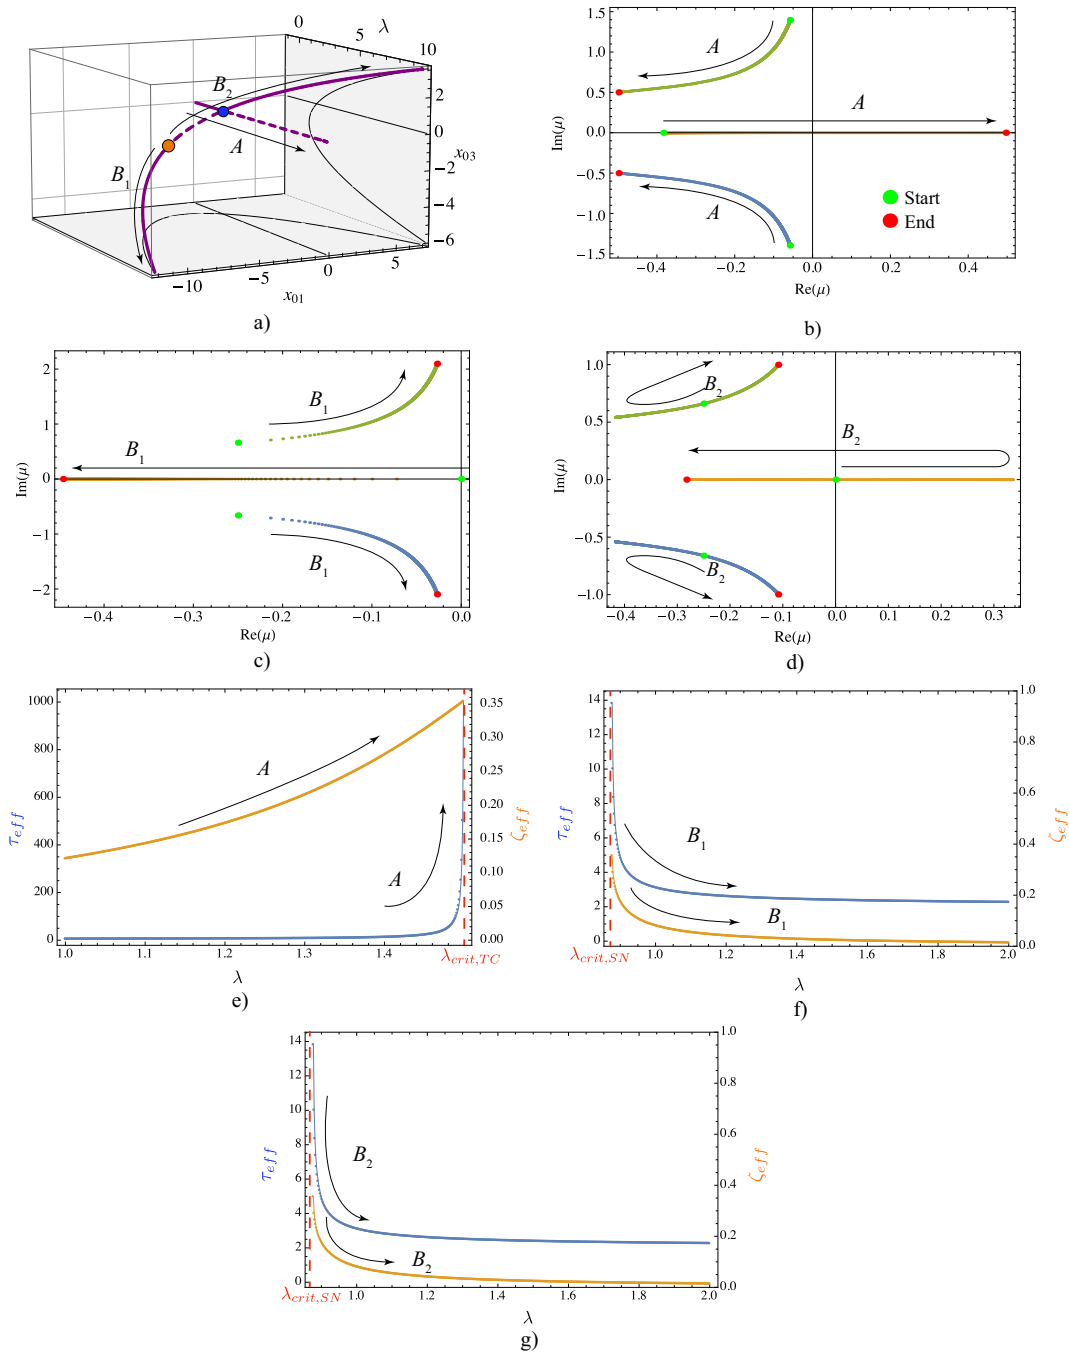 0
5
λ
10
B₂
2
0
x₀₃
−2
−4
−6
A
B₁
−10
−5
0
5
x₀₁
a)
1.5
1.0
0.5
0.0
−0.5
−1.0
−1.5
Im(μ)
A
A
A
Start
End
−0.4
−0.2
0.0
0.2
0.4
Re(μ)
b)
2
1
0
−1
−2
Im(μ)
B₁
B₁
B₁
−0.4
−0.3
−0.2
−0.1
0.0
Re(μ)
c)
1.0
0.5
0.0
−0.5
−1.0
Im(μ)
B₂
B₂
B₂
−0.4
−0.3
−0.2
−0.1
0.0
0.1
0.2
0.3
Re(μ)
d)
1000
800
600
400
200
0
τeff
A
A
0.35
0.30
0.25
0.20
0.15
0.10
0.05
0.00
ζeff
1.0
1.1
1.2
1.3
1.4
λcrit,TC
λ
e)
14
12
10
8
6
4
2
0
τeff
B₁
B₁
1.0
0.8
0.6
0.4
0.2
0.0
ζeff
λcrit,SN
1.0
1.2
1.4
1.6
1.8
2.0
λ
f)
14
12
10
8
6
4
2
0
τeff
B₂
B₂
1.0
0.8
0.6
0.4
0.2
0.0
ζeff
λcrit,SN
1.0
1.2
1.4
1.6
1.8
2.0
λ
g)